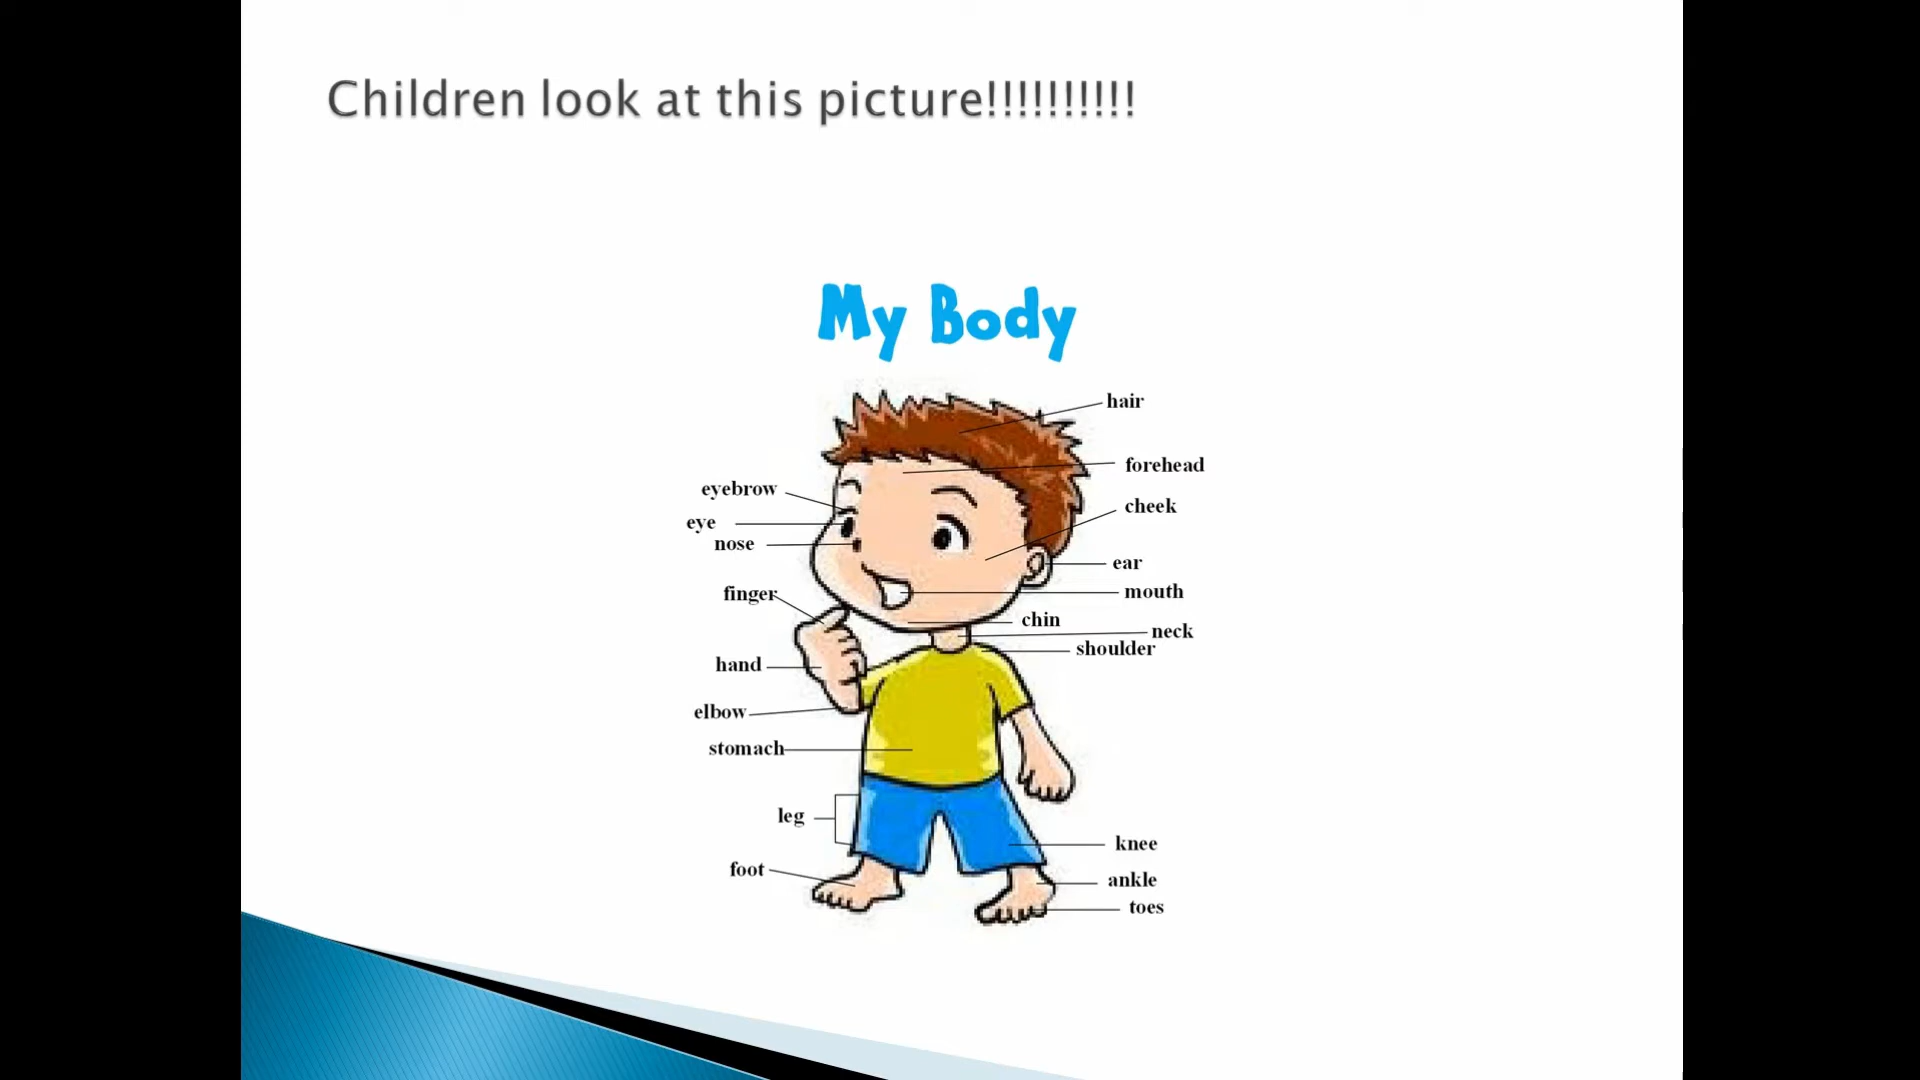 Children look at this picture!!!!!!!!!!
My Body
hair
forehead
eyebrow
cheek
eye
nose
ear
mouth
finger
chin
neck
shoulder
hand
elbow
stomach
leg
knee
foot
ankle
toes